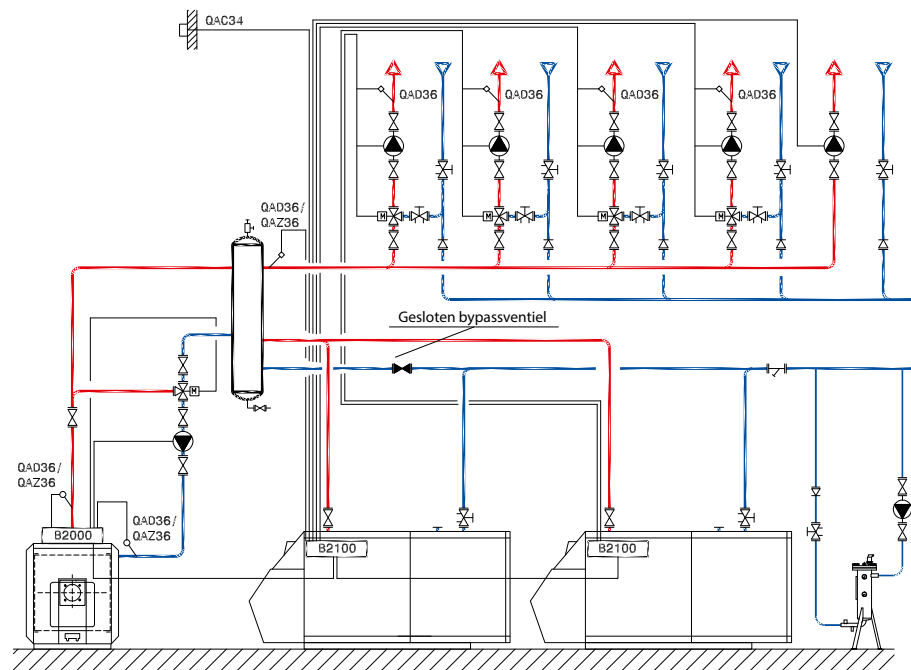 QAC34
QAD36
QAD36
QAD36
QAD36
QAD36/
QAZ36
Gesloten bypassventiel
M
M
M
M
M
QAD36/
QAZ36
QAD36/
QAZ36
B2000
B2100
B2100